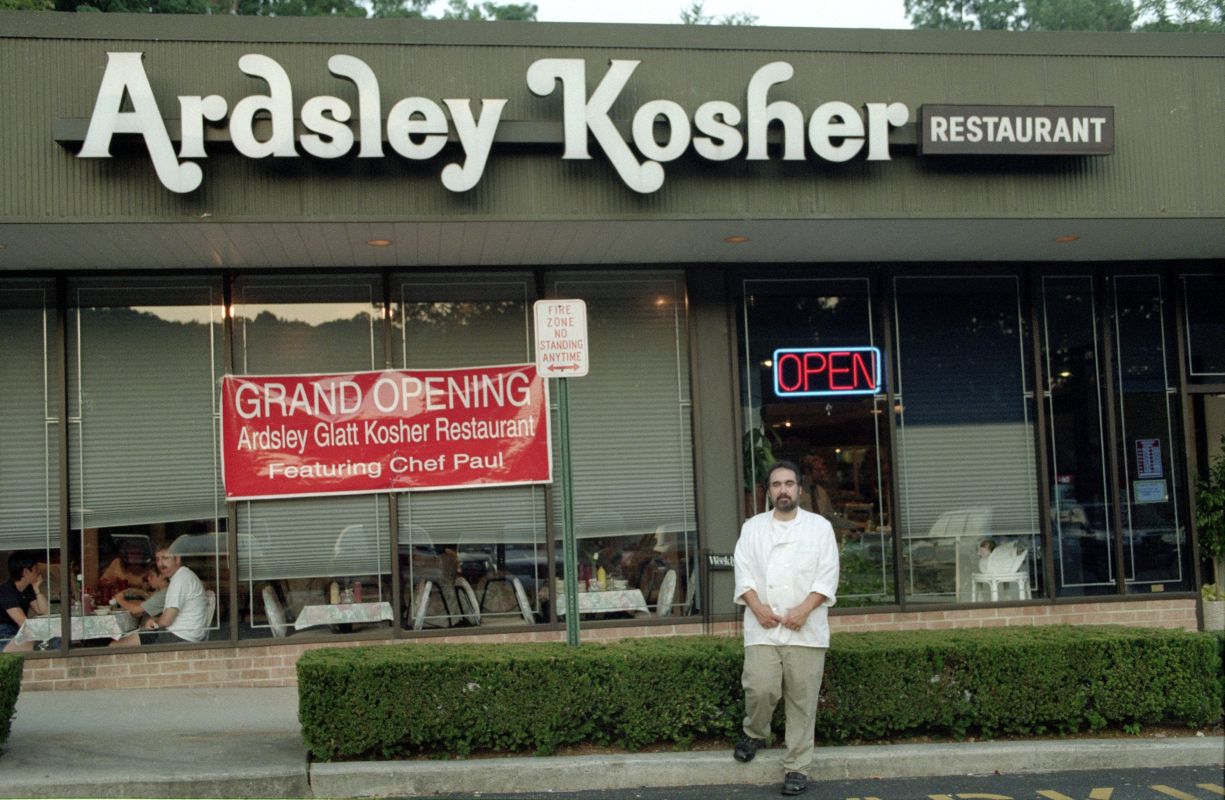 Ardsley Kosher
RESTAURANT
FIRE
ZONE
NO
STANDING
ANYTIME
OPEN
GRAND OPENING
Ardsley Glatt Kosher Restaurant
Featuring Chef Paul